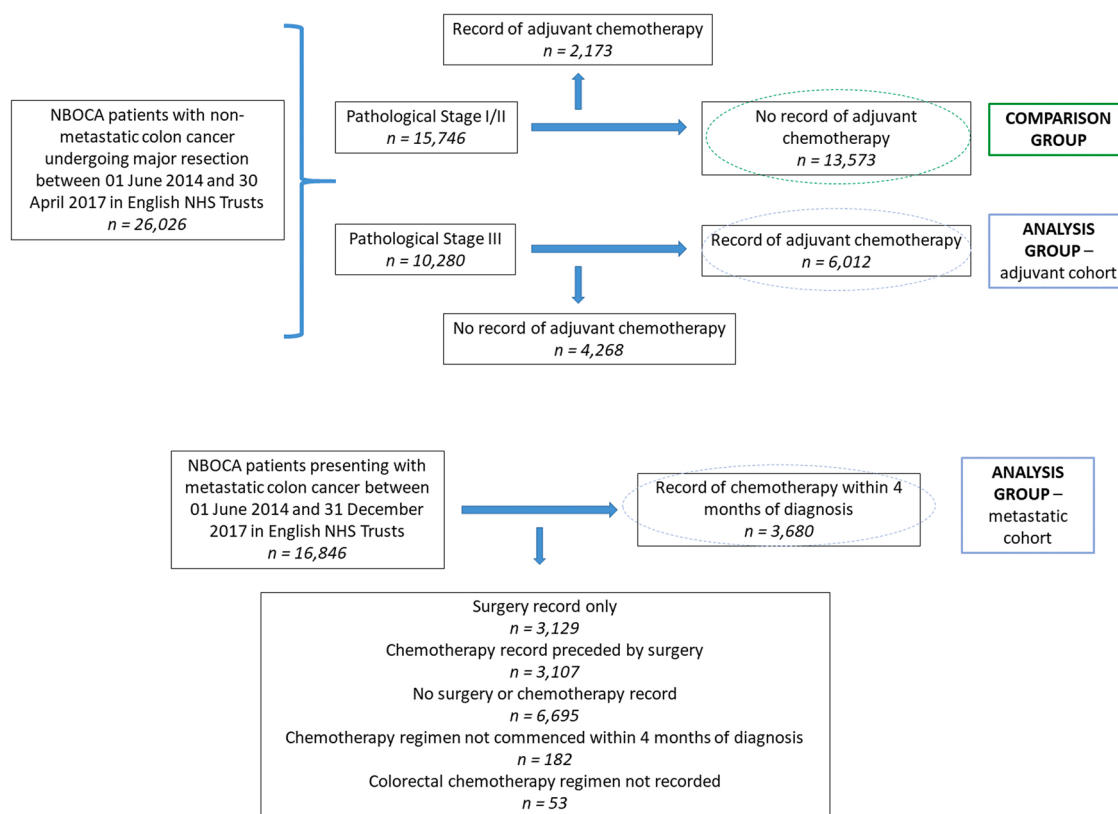 Record of adjuvant chemotherapy
n = 2,173
NBOCA patients with non-
metastatic colon cancer
undergoing major resection
between 01 June 2014 and 30
April 2017 in English NHS Trusts
n = 26,026
Pathological Stage I/II
n = 15,746
No record of adjuvant
chemotherapy
n = 13,573
COMPARISON
GROUP
Pathological Stage III
n = 10,280
Record of adjuvant chemotherapy
n = 6,012
ANALYSIS
GROUP –
adjuvant cohort
No record of adjuvant chemotherapy
n = 4,268
NBOCA patients presenting with
metastatic colon cancer between
01 June 2014 and 31 December
2017 in English NHS Trusts
n = 16,846
Record of chemotherapy within 4
months of diagnosis
n = 3,680
ANALYSIS
GROUP –
metastatic
cohort
Surgery record only
n = 3,129
Chemotherapy record preceded by surgery
n = 3,107
No surgery or chemotherapy record
n = 6,695
Chemotherapy regimen not commenced within 4 months of diagnosis
n = 182
Colorectal chemotherapy regimen not recorded
n = 53